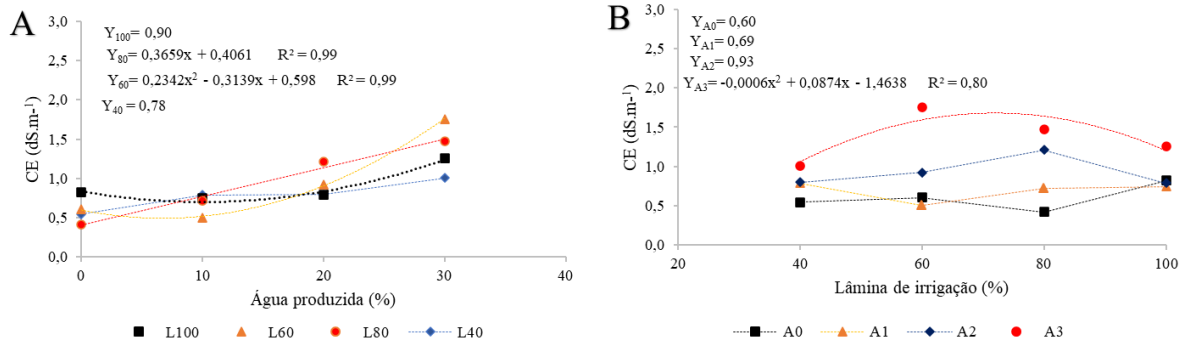 A
CE (dS.m-¹)
3,0
2,5
2,0
1,5
1,0
0,5
0,0
Y100= 0,90
Y80= 0,3659x + 0,4061 R² = 0,99
Y60= 0,2342x² - 0,3139x + 0,598 R² = 0,99
Y40 = 0,78
0 10 20 30 40
Água produzida (%)
L100 L60 L80 L40
B
CE (dS.m-¹)
3,0
2,5
2,0
1,5
1,0
0,5
0,0
YA0= 0,60
YA1= 0,69
YA2= 0,93
YA3= -0,0006x² + 0,0874x - 1,4638 R² = 0,80
20 40 60 80 100
Lâmina de irrigação (%)
A0 A1 A2 A3